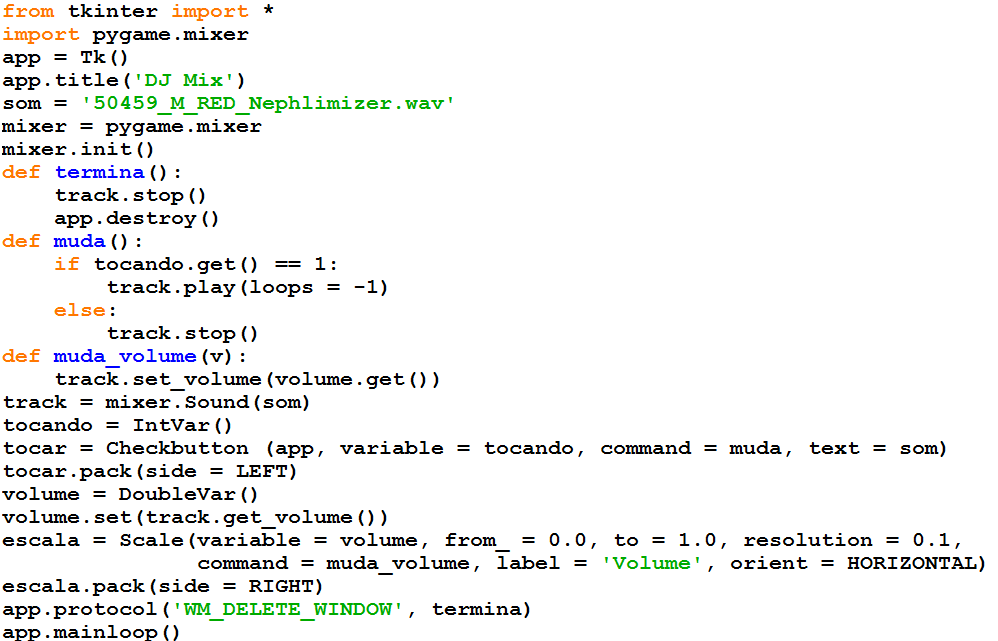 from tkinter import *
import pygame.mixer
app = Tk()
app.title('DJ Mix')
som = '50459_M_RED_Nephlimizer.wav'
mixer = pygame.mixer
mixer.init()
def termina():
    track.stop()
    app.destroy()
def muda():
    if tocando.get() == 1:
        track.play(loops = -1)
    else:
        track.stop()
def muda_volume(v):
    track.set_volume(volume.get())
track = mixer.Sound(som)
tocando = IntVar()
tocar = Checkbutton (app, variable = tocando, command = muda, text = som)
tocar.pack(side = LEFT)
volume = DoubleVar()
volume.set(track.get_volume())
escala = Scale(variable = volume, from_ = 0.0, to = 1.0, resolution = 0.1,
               command = muda_volume, label = 'Volume', orient = HORIZONTAL)
escala.pack(side = RIGHT)
app.protocol('WM_DELETE_WINDOW', termina)
app.mainloop()